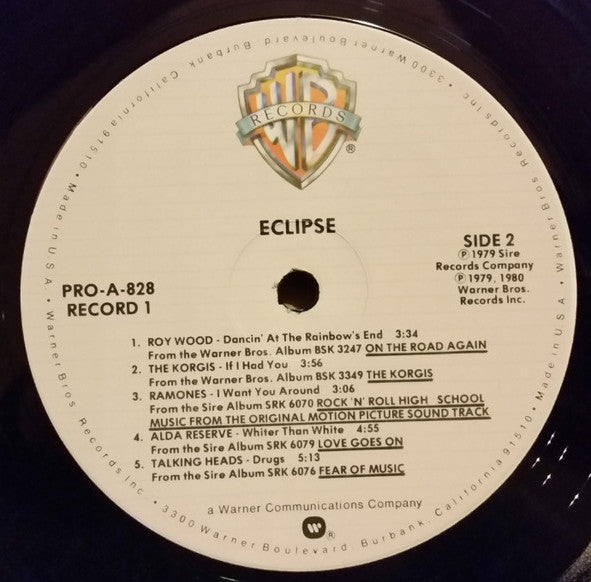 3300 Warner Boulevard Burbank, California 91510 • Made in U.S.A. • Warner Bros Records Inc. • 3300 Warner Boulevard. Burbank, California 91510 • Made in U.S.A. • Warner Bros Records Inc. •
RECORDS
®
ECLIPSE
SIDE 2
℗ 1979 Sire
Records Company
℗ 1979, 1980
Warner Bros.
Records Inc.
PRO-A-828
RECORD 1
1. ROY WOOD - Dancin' At The Rainbow's End 3:34
From the Warner Bros. Album BSK 3247 ON THE ROAD AGAIN
2. THE KORGIS - If I Had You 3:56
From the Warner Bros. Album BSK 3349 THE KORGIS
3. RAMONES - I Want You Around 3:06
From the Sire Album SRK 6070 ROCK 'N' ROLL HIGH SCHOOL
MUSIC FROM THE ORIGINAL MOTION PICTURE SOUND TRACK
4. ALDA RESERVE - Whiter Than White 4:55
From the Sire Album SRK 6079 LOVE GOES ON
5. TALKING HEADS - Drugs 5:13
From the Sire Album SRK 6076 FEAR OF MUSIC
a Warner Communications Company
®